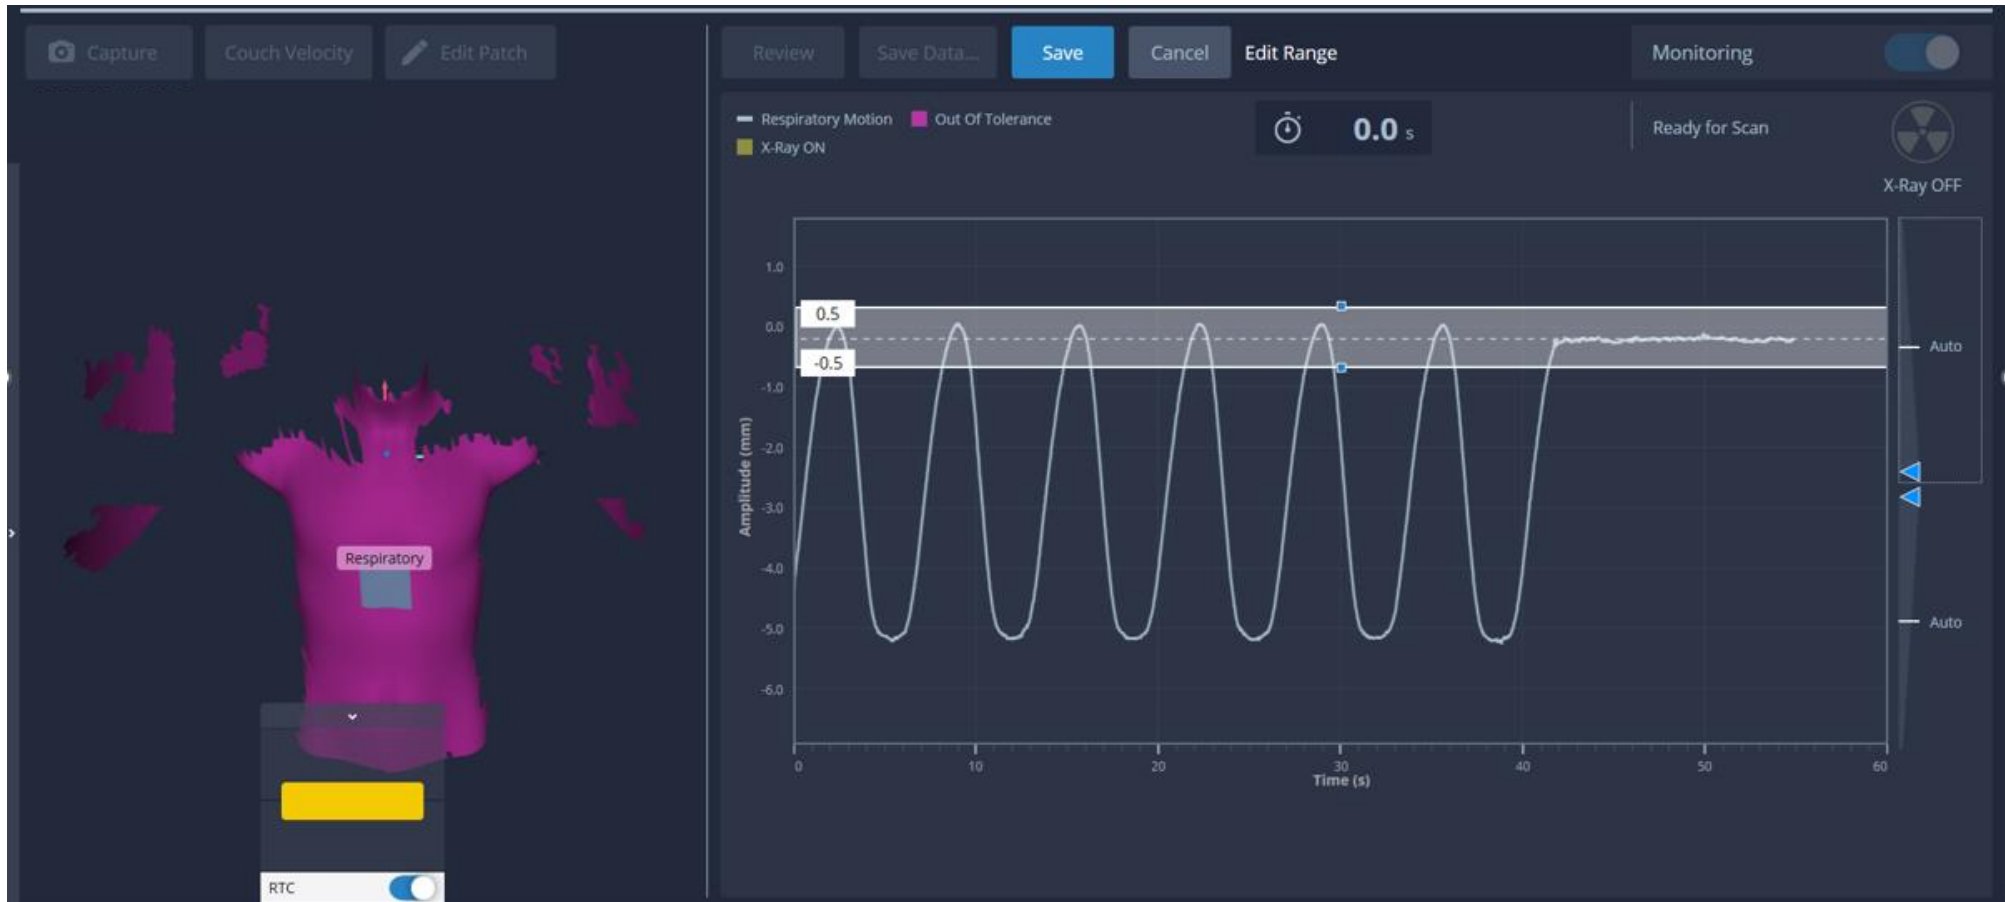 Capture
Couch Velocity
Edit Patch
Review
Save Data...
Save
Cancel
Edit Range
Monitoring
Respiratory Motion
Out Of Tolerance
X-Ray ON
0.0 s
Ready for Scan
X-Ray OFF
1.0
0.5
0.0
-0.5
-1.0
-2.0
-3.0
-4.0
-5.0
-6.0
Amplitude (mm)
Auto
Auto
0
10
20
30
40
50
60
Time (s)
Respiratory
RTC